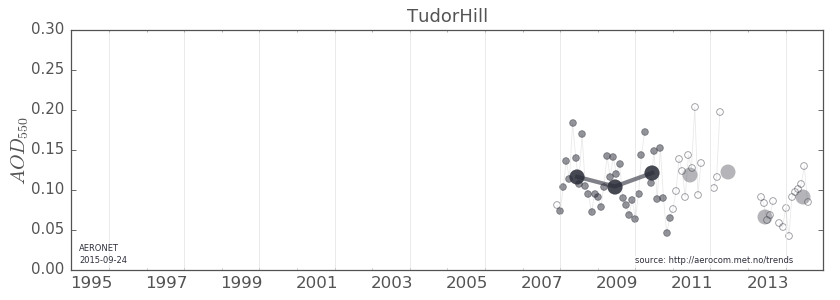 TudorHill
0.30
0.25
0.20
0.15
0.10
0.05
0.00
AOD550
AERONET
2015-09-24
source: http://aerocom.met.no/trends
1995 1997 1999 2001 2003 2005 2007 2009 2011 2013